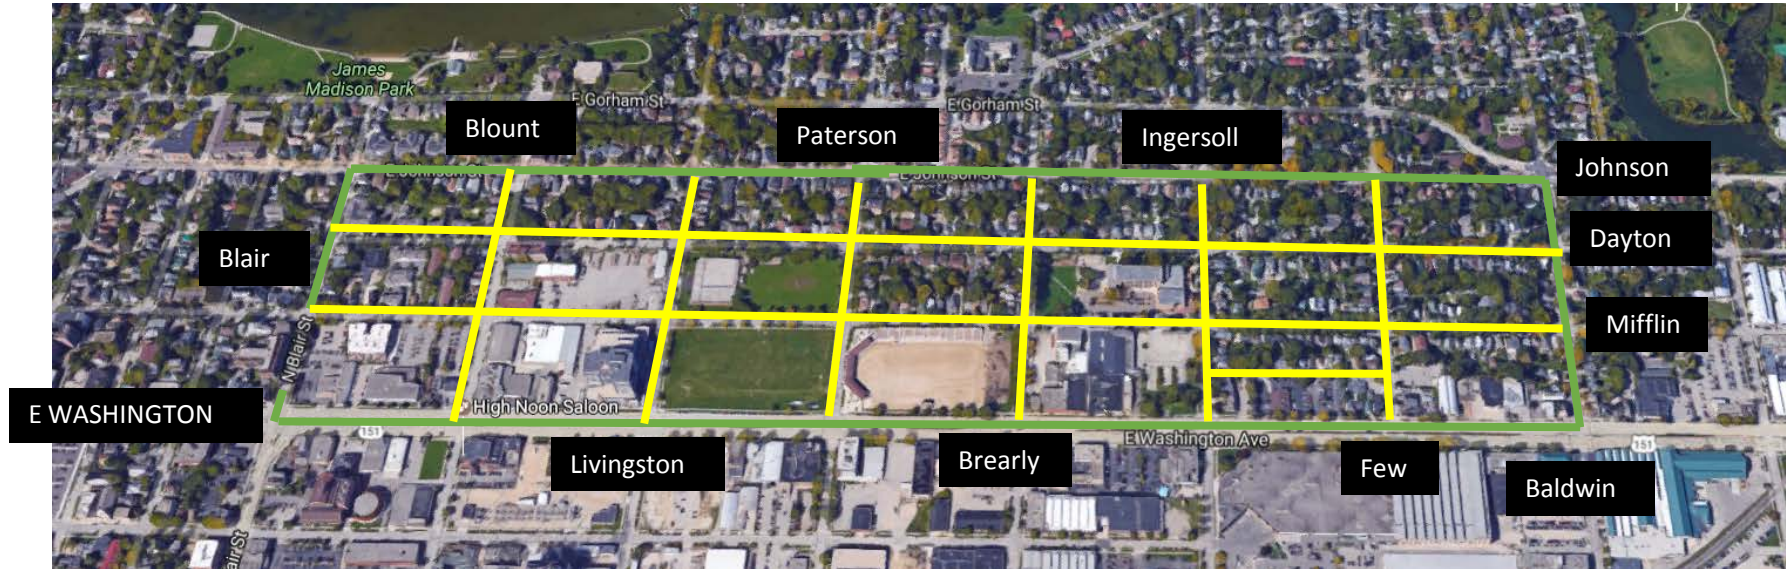 James
Madison Park
E Gorham St
E Gorham St
Blount
Paterson
Ingersoll
Johnson
E Johnson St
E Johnson St
Dayton
Blair
Mifflin
N Blair St
E WASHINGTON
High Noon Saloon
151
E Washington Ave
151
Livingston
Brearly
Few
Baldwin
air St